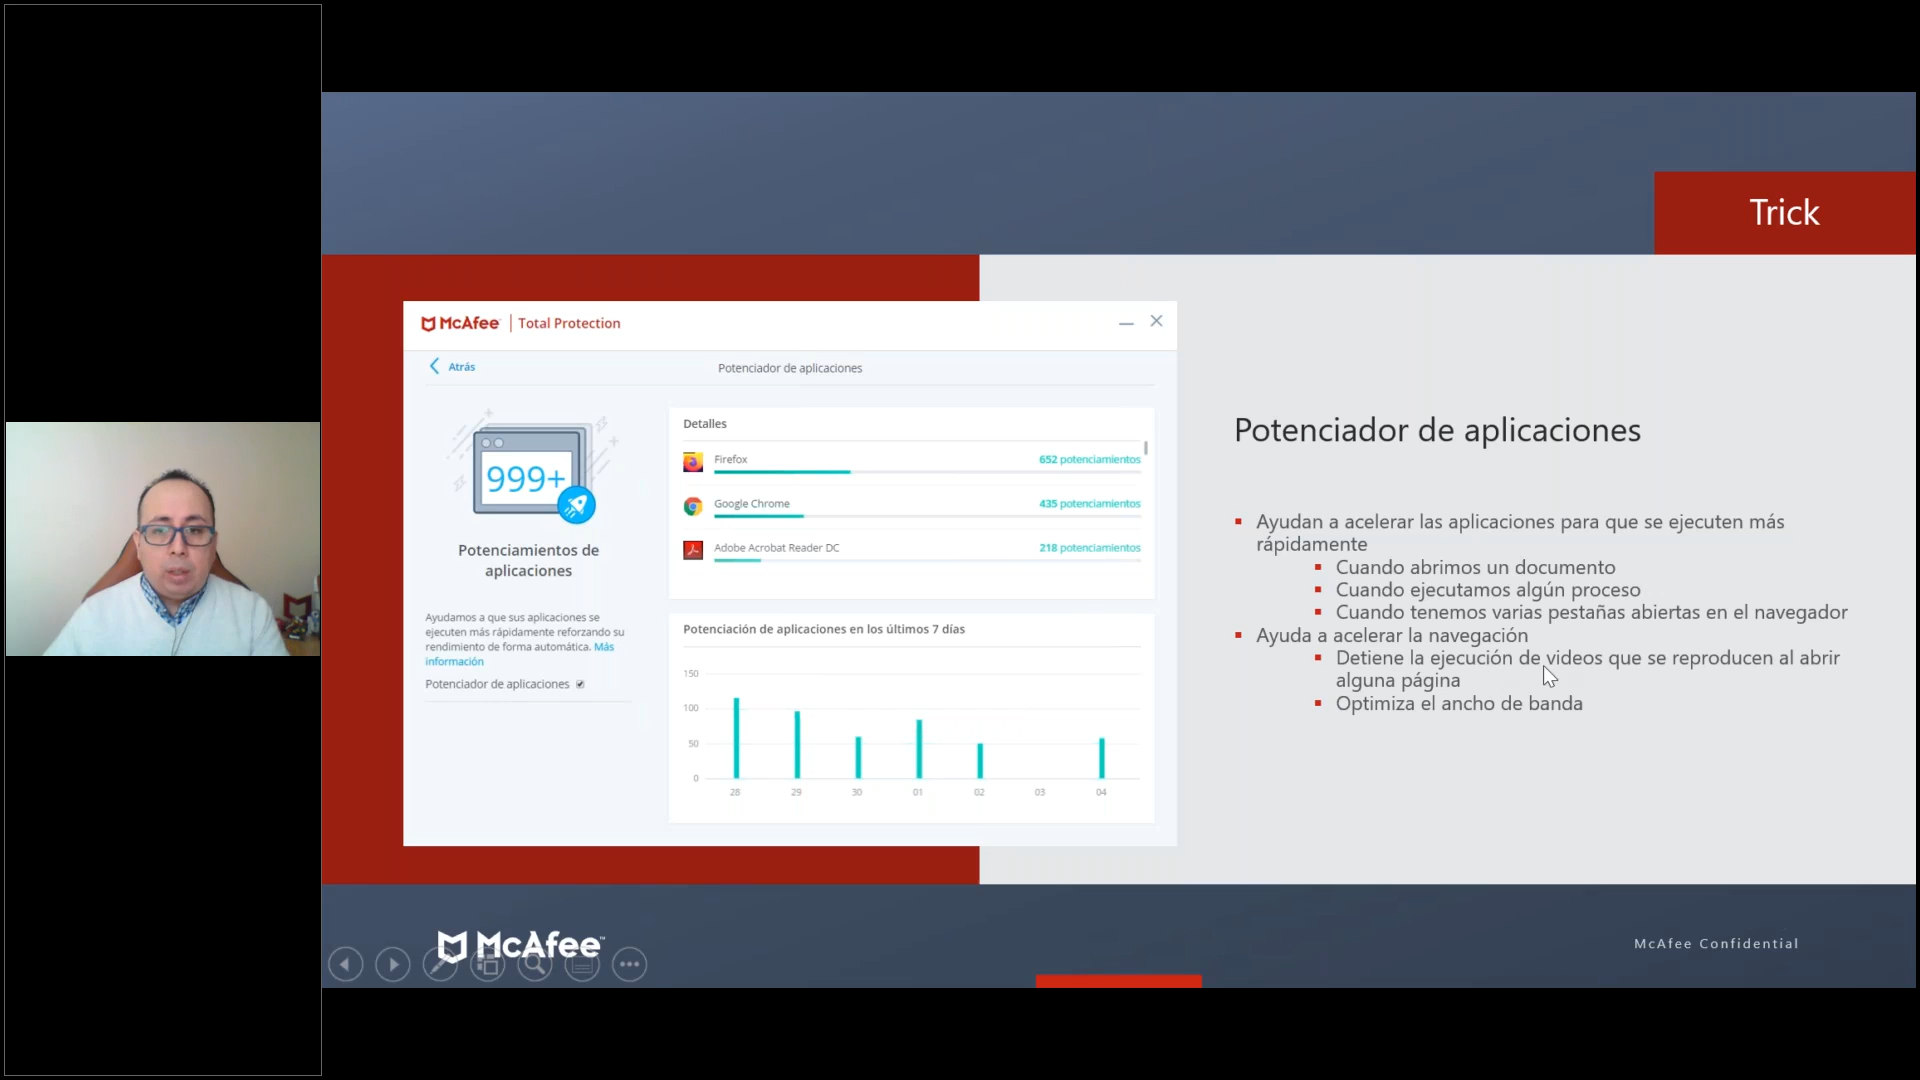 Trick
McAfee | Total Protection
Atrás
Potenciador de aplicaciones
999+
Potenciamientos de
aplicaciones
Ayudamos a que sus aplicaciones se
ejecuten más rápidamente reforzando su
rendimiento de forma automática. Más
información
Potenciador de aplicaciones
Detalles
Firefox 652 potenciamientos
Google Chrome 435 potenciamientos
Adobe Acrobat Reader DC 218 potenciamientos
Potenciación de aplicaciones en los últimos 7 días
150
100
50
0
28 29 30 01 02 03 04
Potenciador de aplicaciones
Ayudan a acelerar las aplicaciones para que se ejecuten más
rápidamente
Cuando abrimos un documento
Cuando ejecutamos algún proceso
Cuando tenemos varias pestañas abiertas en el navegador
Ayuda a acelerar la navegación
Detiene la ejecución de videos que se reproducen al abrir
alguna página
Optimiza el ancho de banda
McAfee™
McAfee Confidential